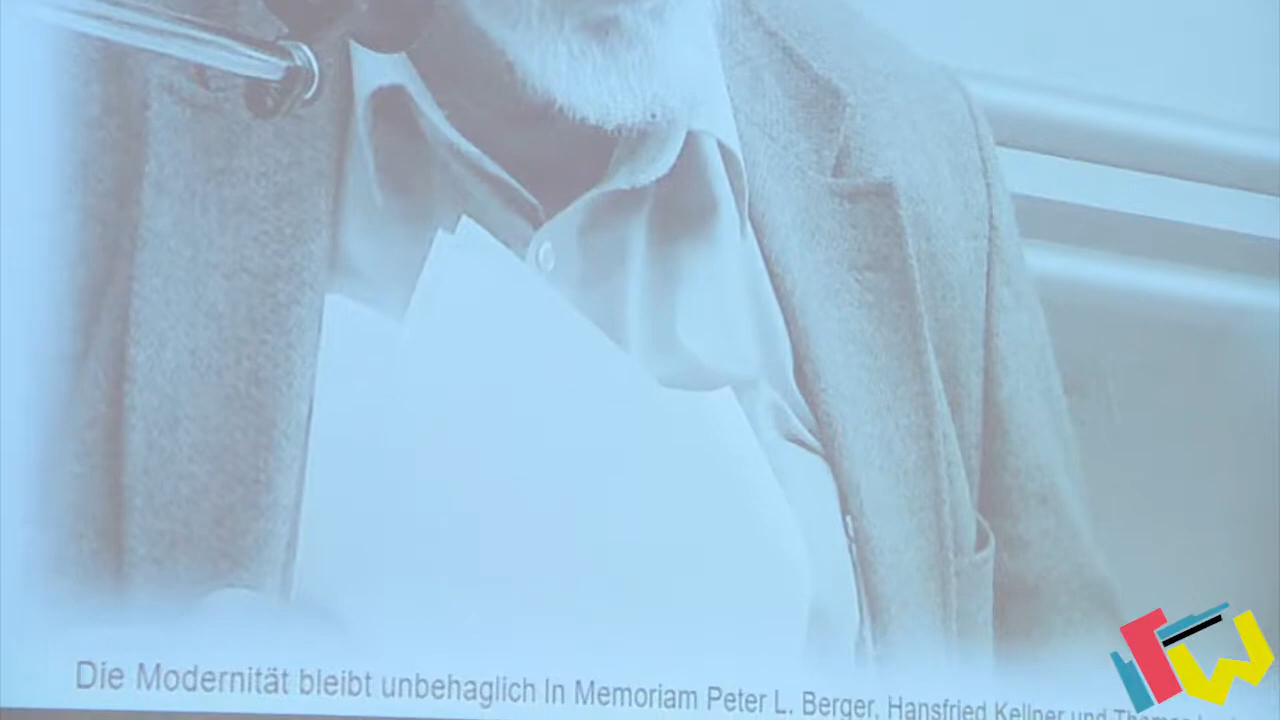 Die Modernität bleibt unbehaglich In Memoriam Peter L. Berger, Hansfried Kellner und